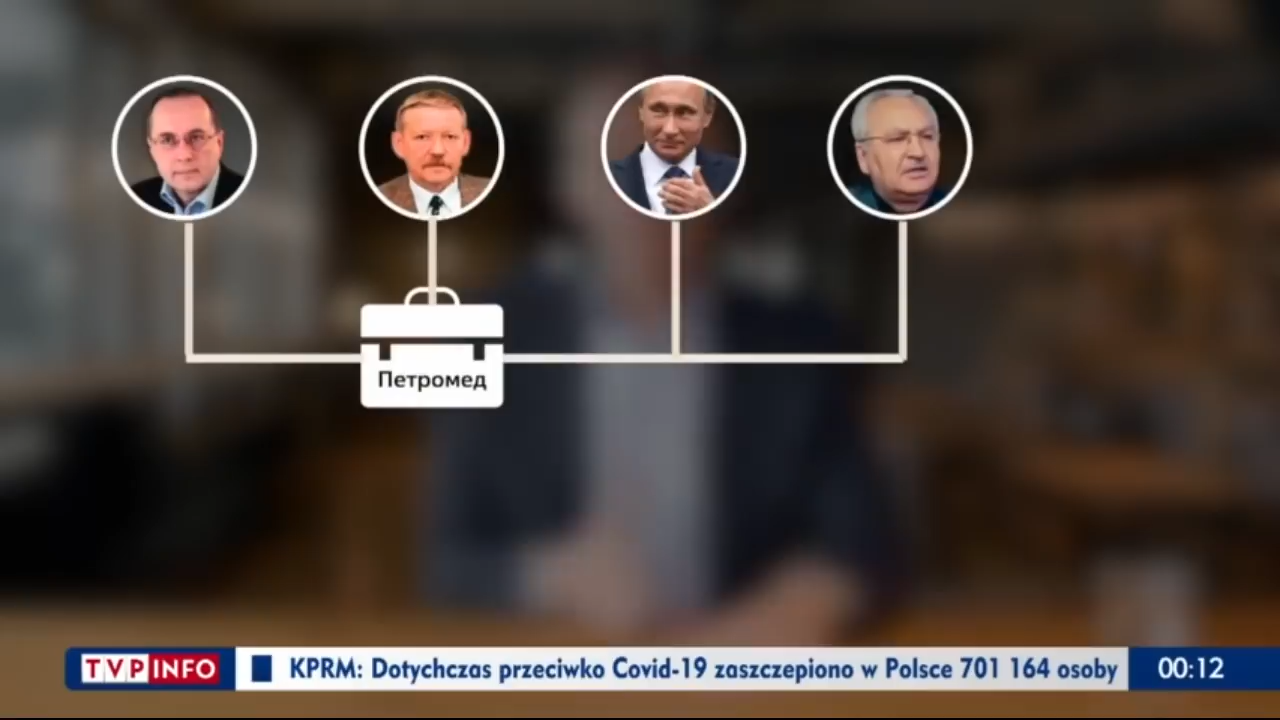 Петромед
TVP INFO
KPRM: Dotychczas przeciwko Covid-19 zaszczepiono w Polsce 701 164 osoby
00:12